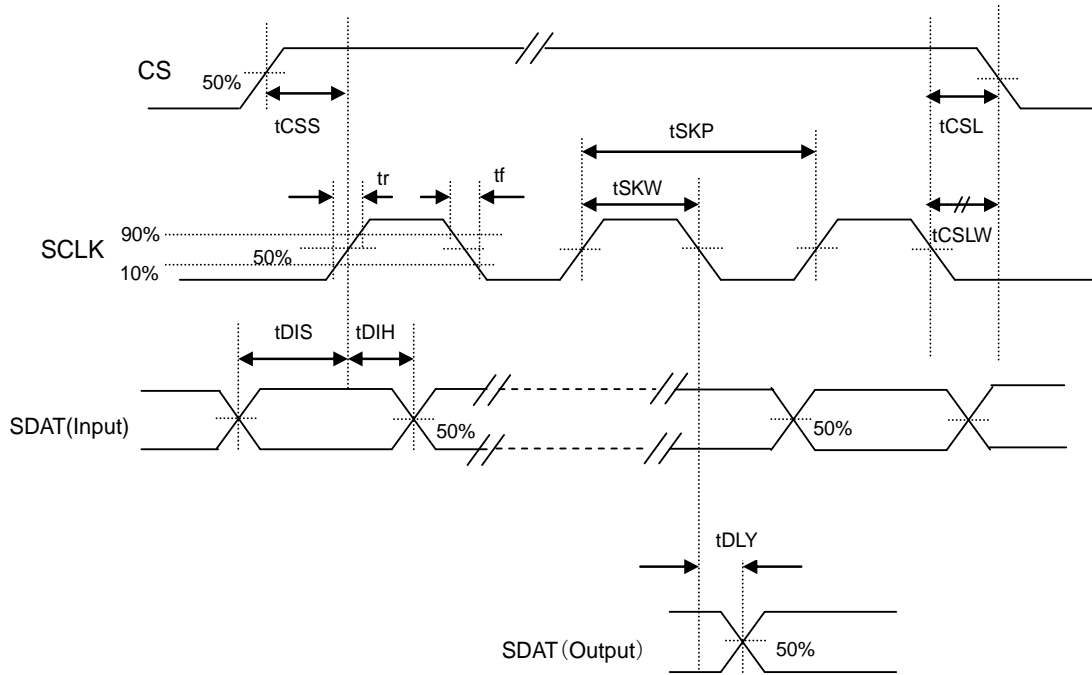 CS
50%
tCSS
tCSL
tSKP
tr
tf
tSKW
tCSLW
SCLK
90%
50%
10%
tDIS
tDIH
SDAT(Input)
50%
50%
tDLY
SDAT（Output）
50%